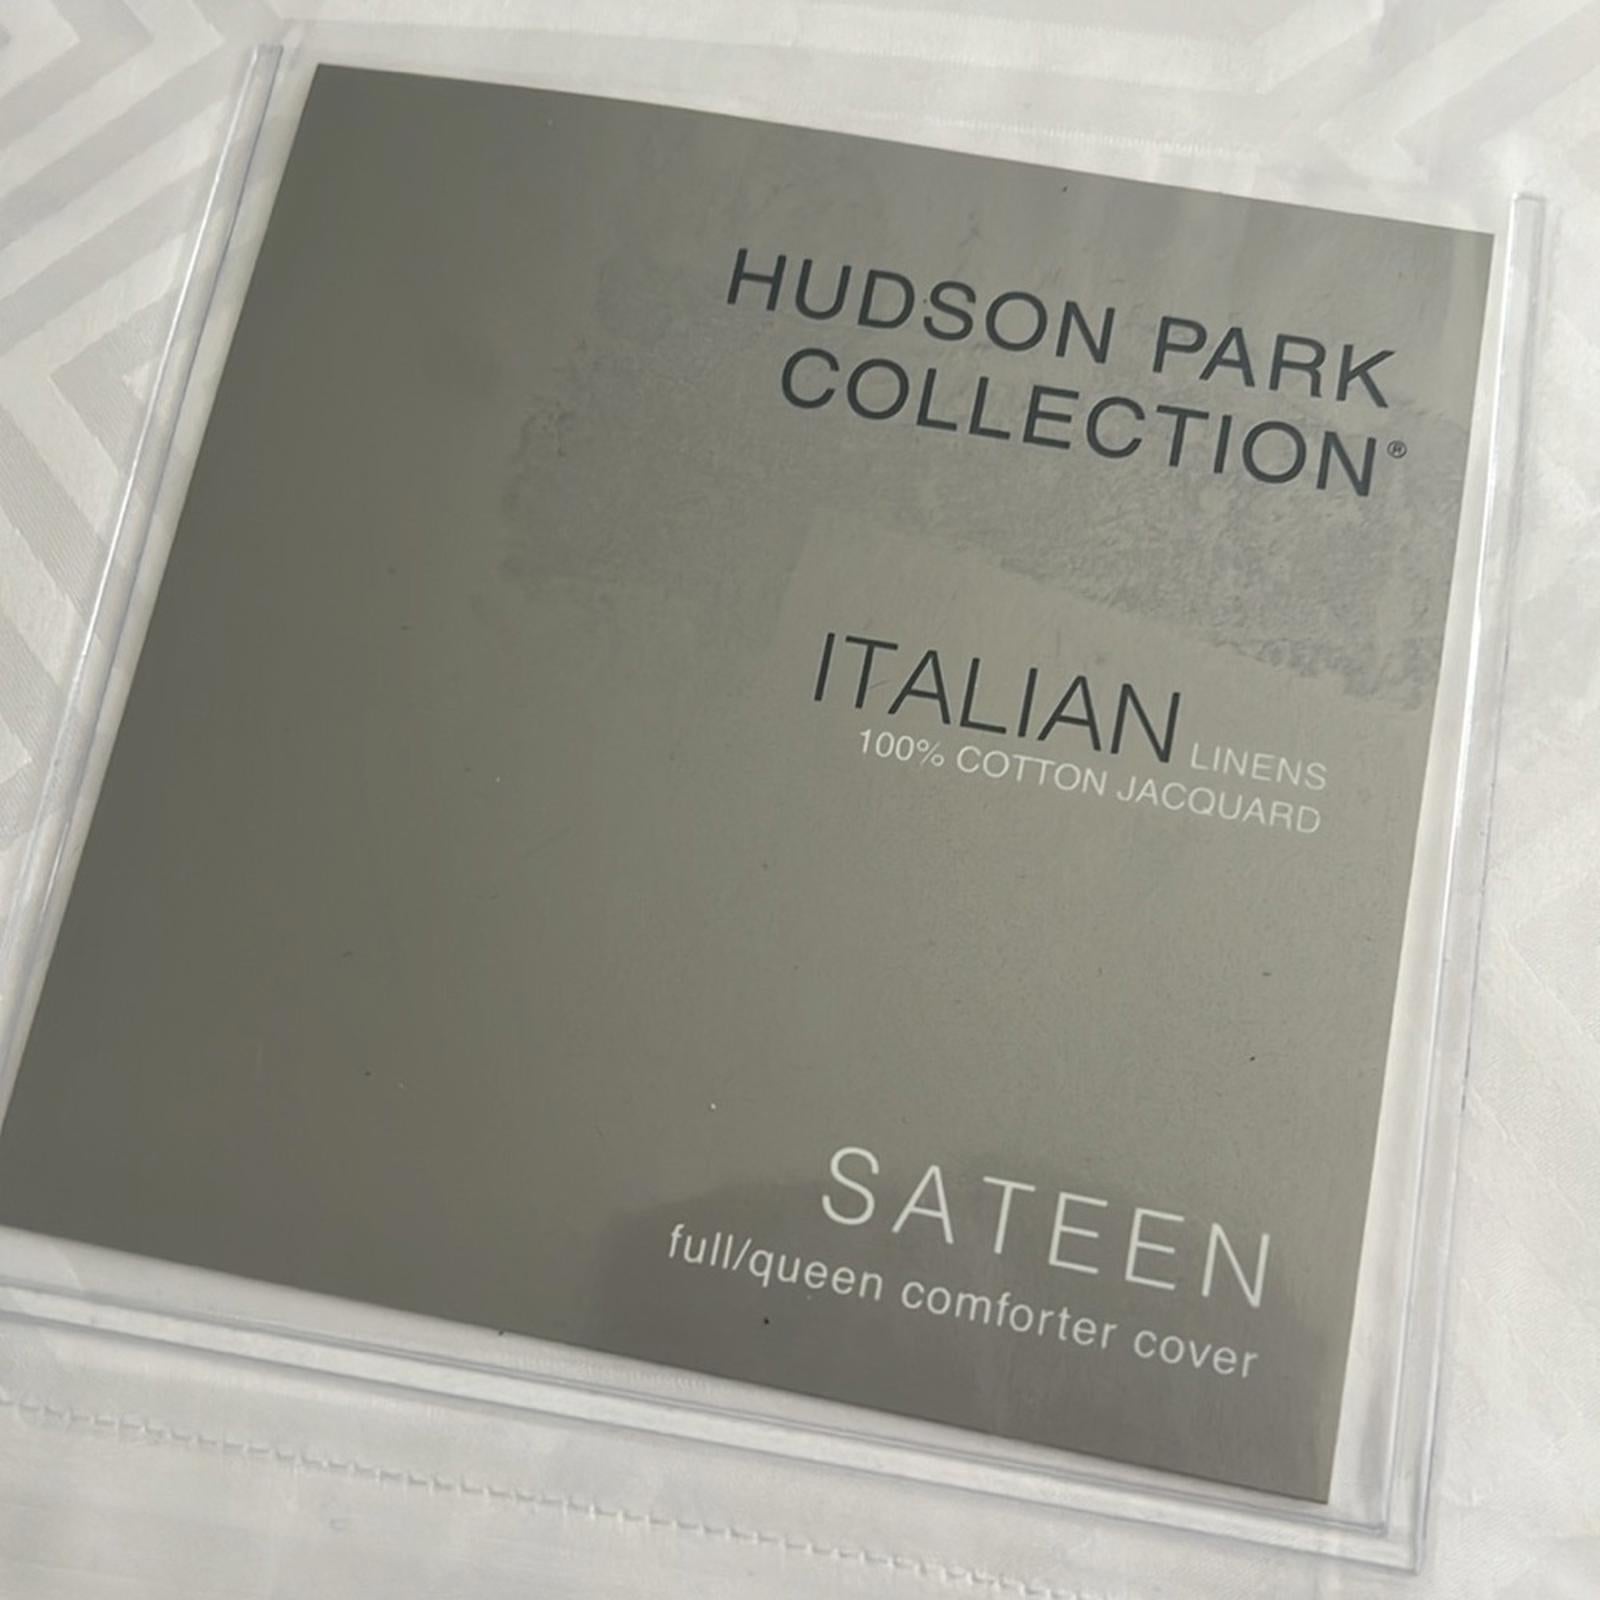 HUDSON PARK
COLLECTION®
ITALIAN LINENS
100% COTTON JACQUARD
SATEEN
full/queen comforter cover